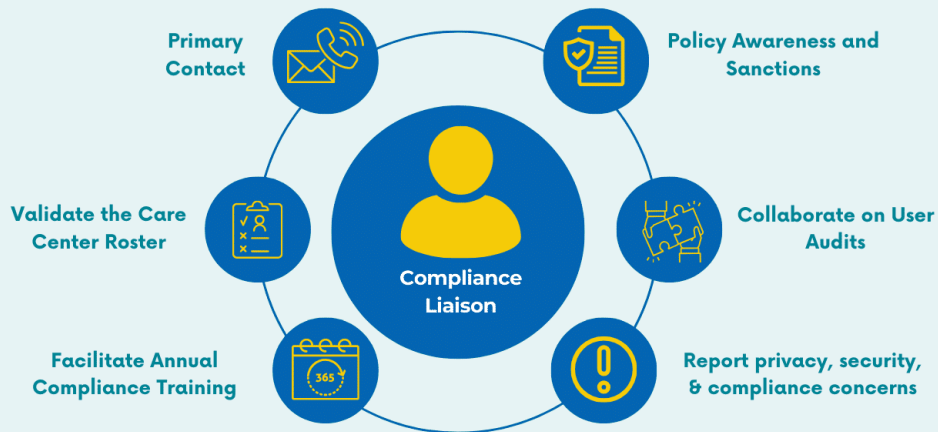 Primary
Contact
Policy Awareness and
Sanctions
Validate the Care
Center Roster
Collaborate on User
Audits
Compliance
Liaison
Facilitate Annual
Compliance Training
365
Report privacy, security,
& compliance concerns